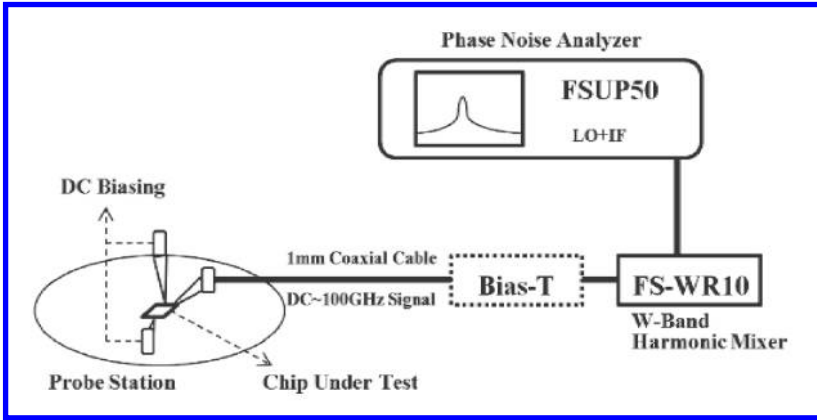 Phase Noise Analyzer
FSUP50
LO+IF
DC Biasing
1mm Coaxial Cable
DC~100GHz Signal
Bias-T
FS-WR10
W-Band
Harmonic Mixer
Probe Station
Chip Under Test